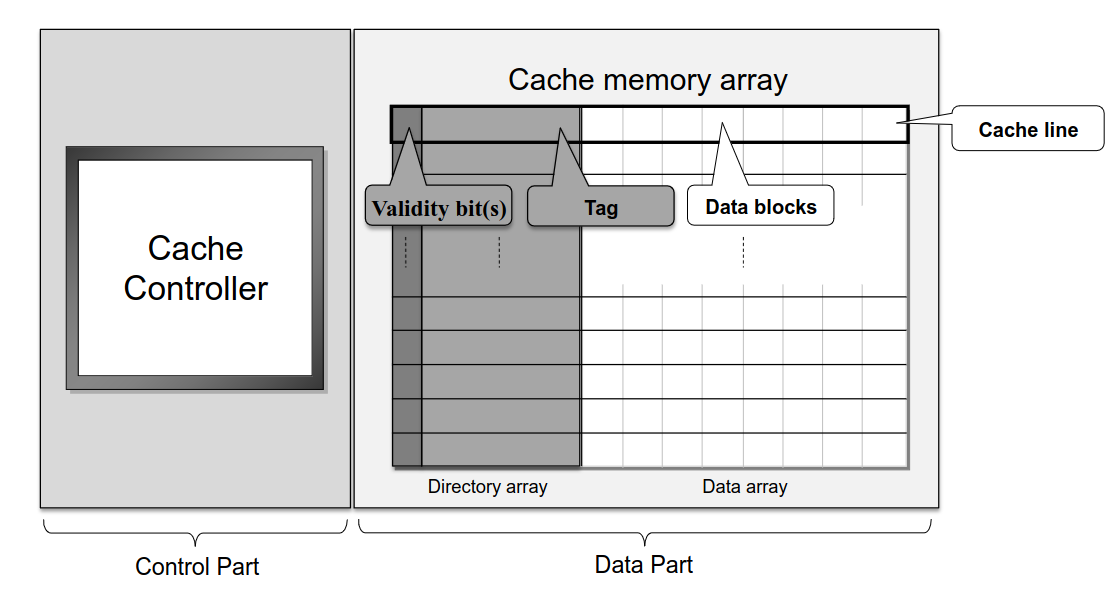 Cache memory array
Cache line
Validity bit(s)
Tag
Data blocks
Cache
Controller
Directory array
Data array
Control Part
Data Part